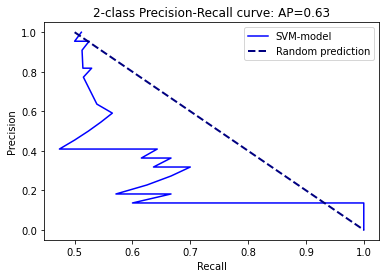 2-class Precision-Recall curve: AP=0.63
SVM-model
Random prediction
Precision
1.0
0.8
0.6
0.4
0.2
0.0
0.5 0.6 0.7 0.8 0.9 1.0
Recall